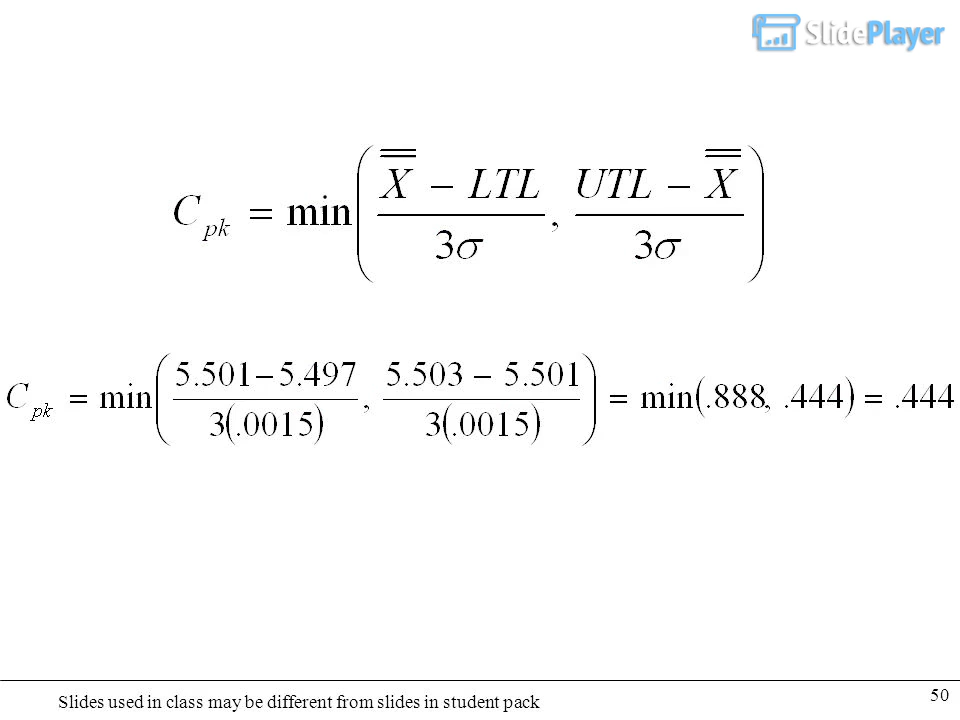 SlidePlayer
C_pk = min( (X̿ − LTL)/(3σ) , (UTL − X̿)/(3σ) )
C_pk = min( (5.501−5.497)/(3(.0015)) , (5.503 − 5.501)/(3(.0015)) ) = min(.888, .444) = .444
Slides used in class may be different from slides in student pack
50